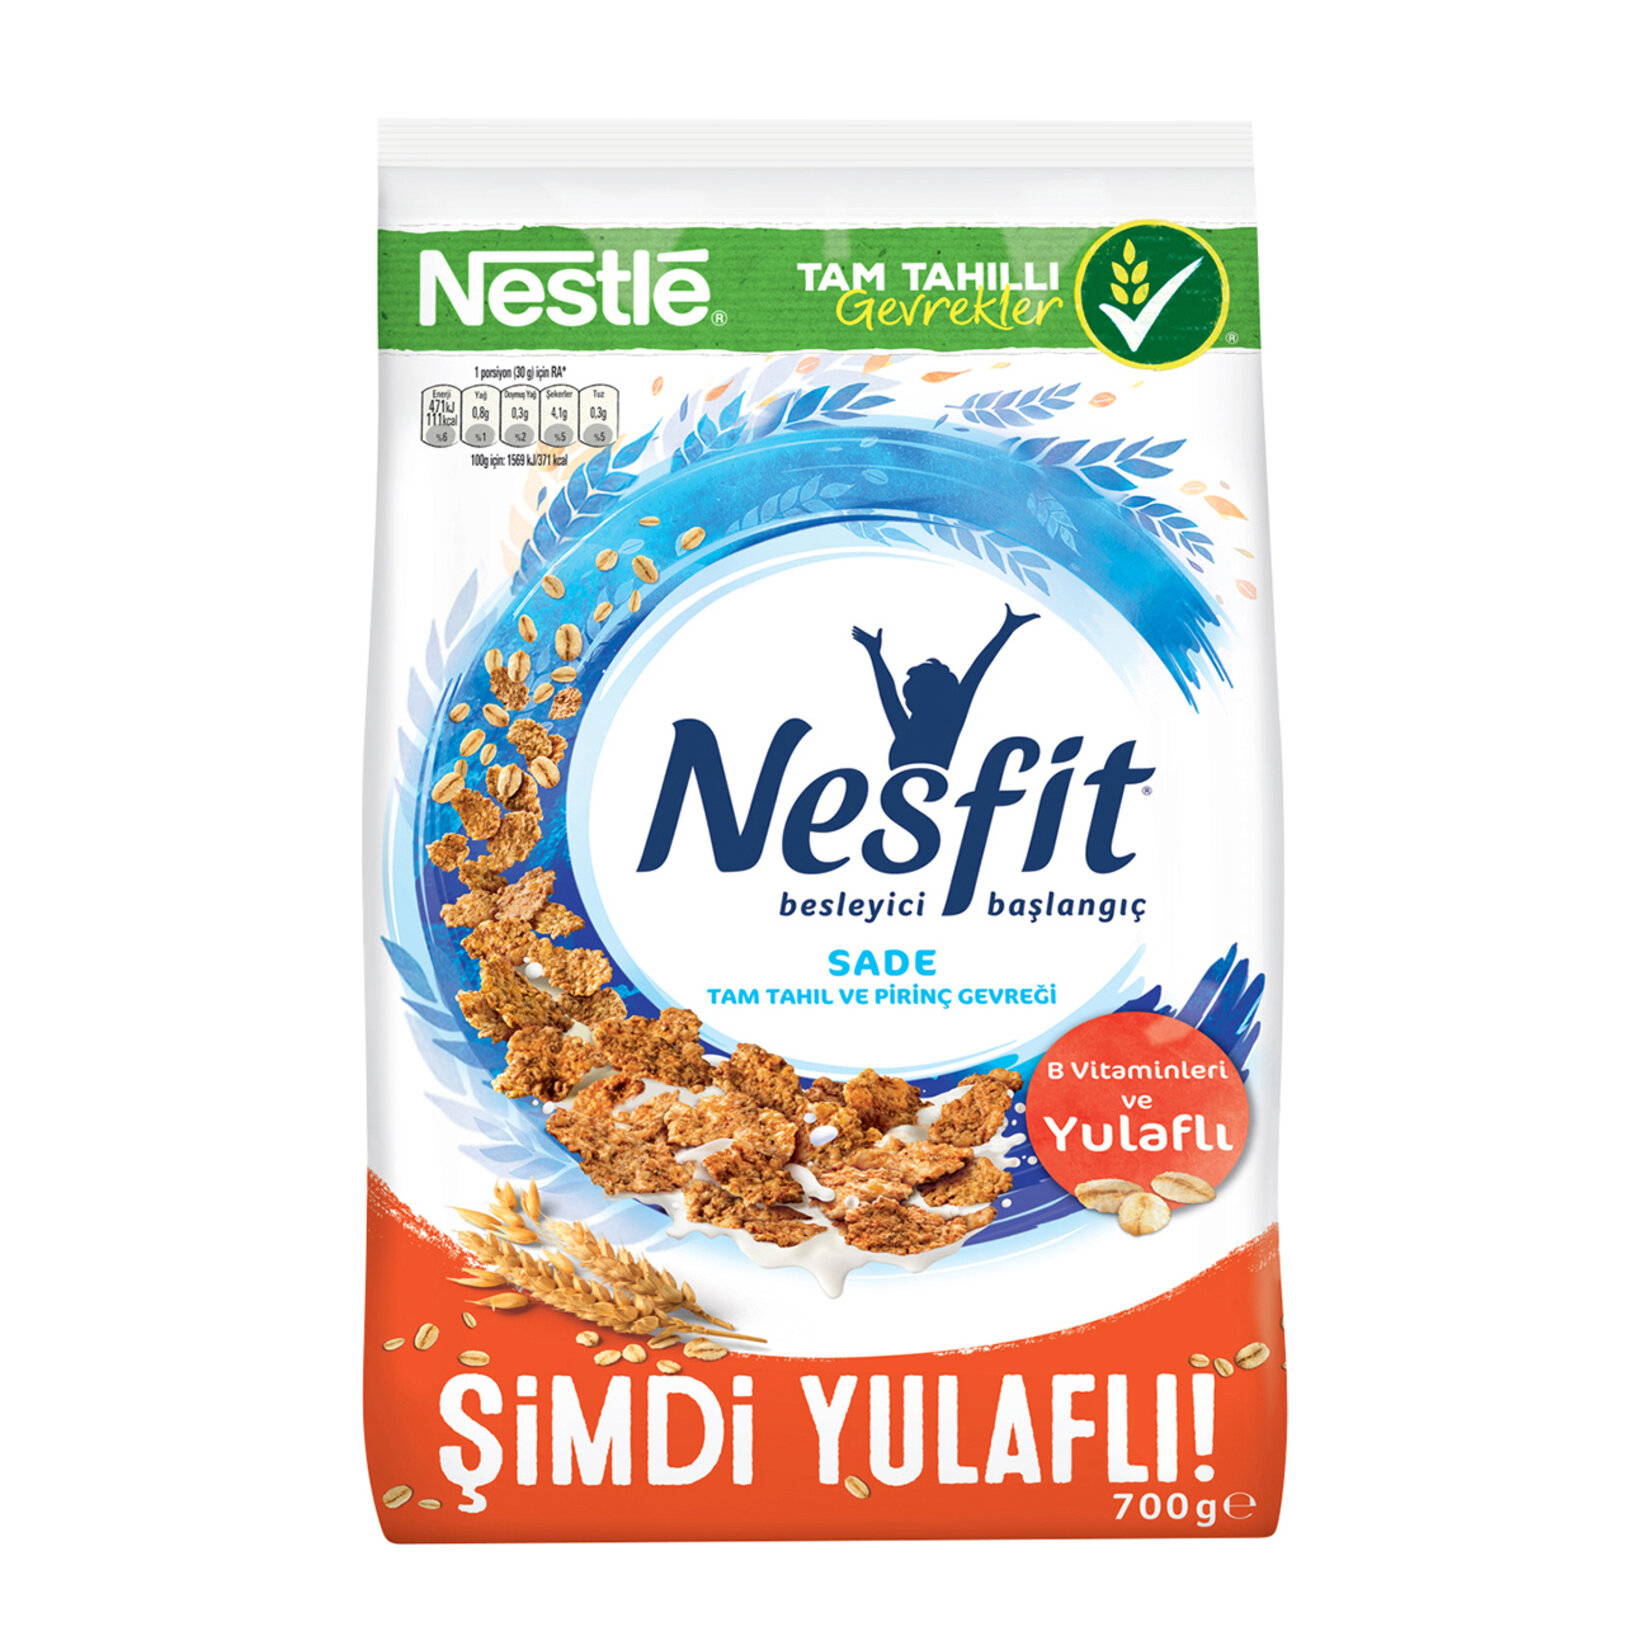 Nestlé®
TAM TAHILLI
Gevrekler
®
1 porsiyon (30 g) için RA*
Enerji Yağ Doymuş Yağ Şekerler Tuz
471kJ
111kcal 0,8g 0,3g 4,1g 0,3g
%6 %1 %2 %5 %5
100g için: 1569 kJ/371 kcal
Nesfit®
besleyici başlangıç
SADE
TAM TAHIL VE PİRİNÇ GEVREĞİ
B Vitaminleri
ve
Yulaflı
ŞİMDİ YULAFLI!
700g℮